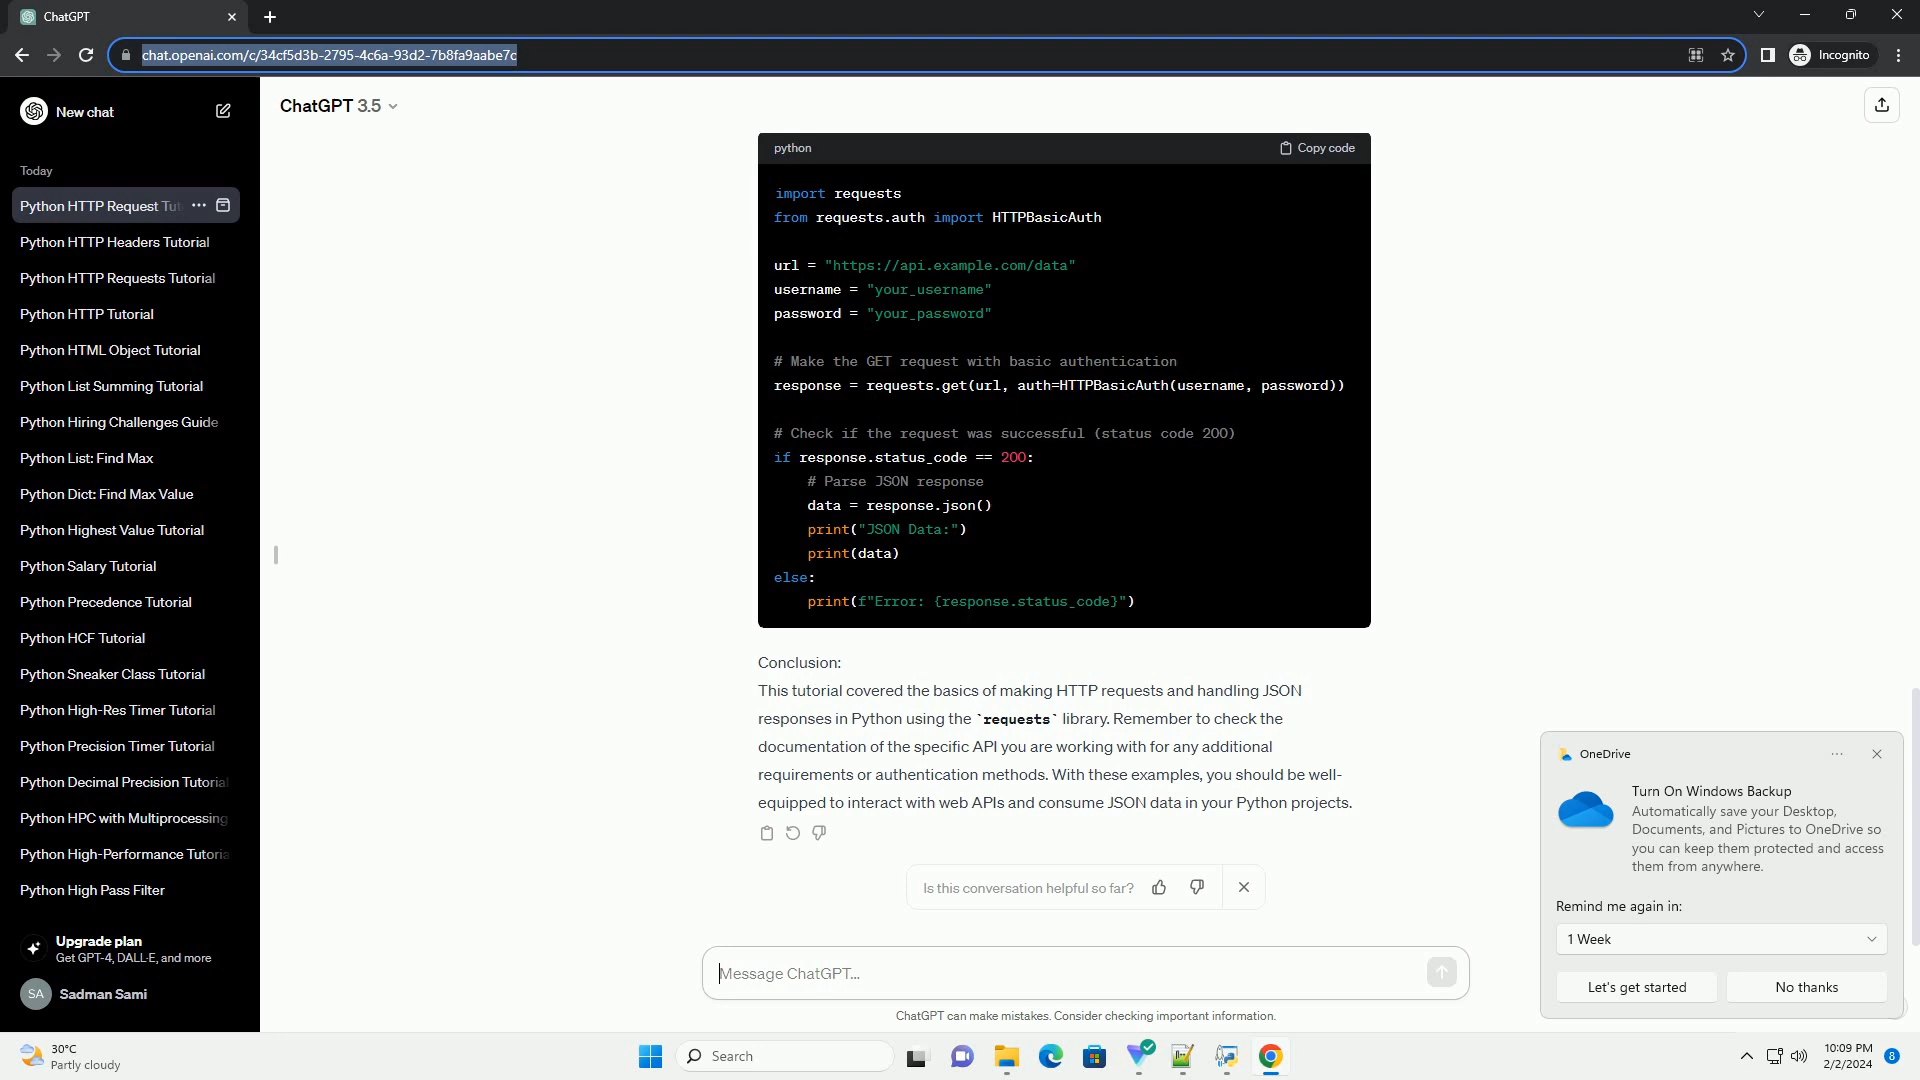 ChatGPT
chat.openai.com/c/34cf5d3b-2795-4c6a-93d2-7b8fa9aabe7c
Incognito
New chat
Today
Python HTTP Request Tut
Python HTTP Headers Tutorial
Python HTTP Requests Tutorial
Python HTTP Tutorial
Python HTML Object Tutorial
Python List Summing Tutorial
Python Hiring Challenges Guide
Python List: Find Max
Python Dict: Find Max Value
Python Highest Value Tutorial
Python Salary Tutorial
Python Precedence Tutorial
Python HCF Tutorial
Python Sneaker Class Tutorial
Python High-Res Timer Tutorial
Python Precision Timer Tutorial
Python Decimal Precision Tutorial
Python HPC with Multiprocessing
Python High-Performance Tutoria
Python High Pass Filter
Upgrade plan
Get GPT-4, DALL·E, and more
SA
Sadman Sami
ChatGPT 3.5
python
Copy code
import requests
from requests.auth import HTTPBasicAuth
url = "https://api.example.com/data"
username = "your_username"
password = "your_password"
# Make the GET request with basic authentication
response = requests.get(url, auth=HTTPBasicAuth(username, password))
# Check if the request was successful (status code 200)
if response.status_code == 200:
    # Parse JSON response
    data = response.json()
    print("JSON Data:")
    print(data)
else:
    print(f"Error: {response.status_code}")
Conclusion:
This tutorial covered the basics of making HTTP requests and handling JSON
responses in Python using the `requests` library. Remember to check the
documentation of the specific API you are working with for any additional
requirements or authentication methods. With these examples, you should be well-
equipped to interact with web APIs and consume JSON data in your Python projects.
Is this conversation helpful so far?
Message ChatGPT...
ChatGPT can make mistakes. Consider checking important information.
OneDrive
Turn On Windows Backup
Automatically save your Desktop,
Documents, and Pictures to OneDrive so
you can keep them protected and access
them from anywhere.
Remind me again in:
1 Week
Let's get started
No thanks
30°C
Partly cloudy
Search
10:09 PM
2/2/2024
8